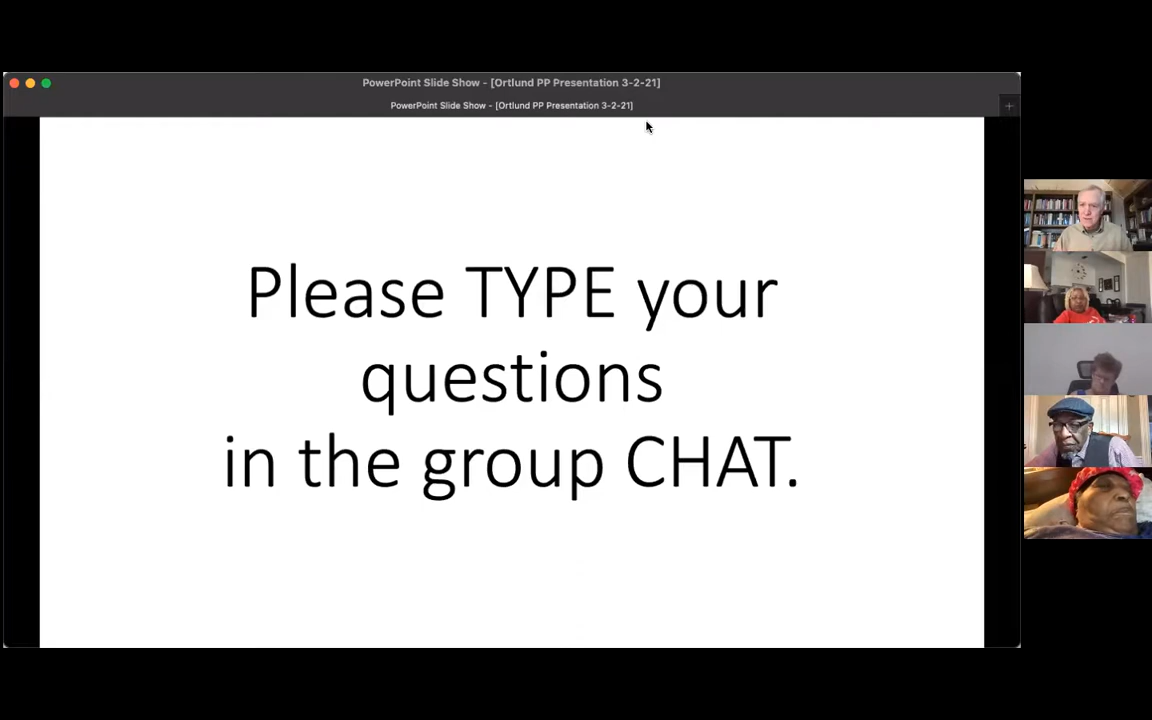 PowerPoint Slide Show - [Ortlund PP Presentation 3-2-21]
PowerPoint Slide Show - [Ortlund PP Presentation 3-2-21]
Please TYPE your
questions
in the group CHAT.